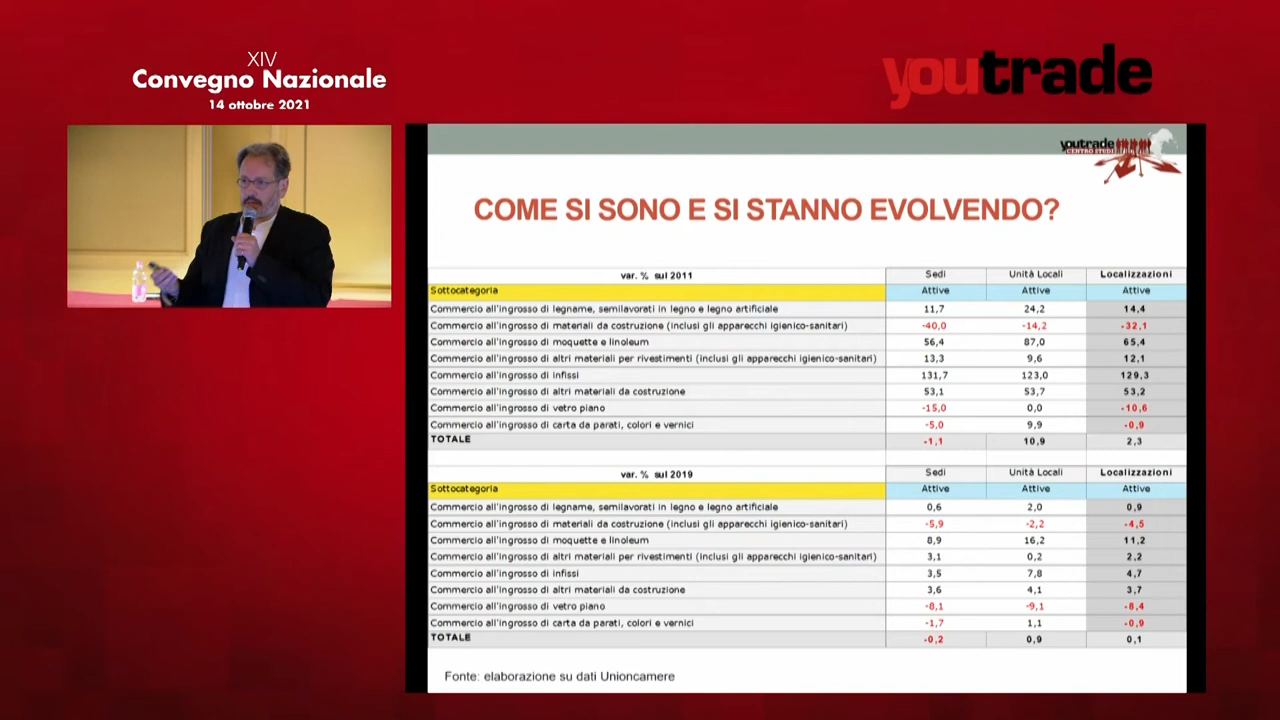 XIV
Convegno Nazionale
14 ottobre 2021
youtrade
youtrade
CENTRO STUDI
COME SI SONO E SI STANNO EVOLVENDO?
var. % sul 2011 Sedi Unità Locali Localizzazioni
Sottocategoria Attive Attive Attive
Commercio all'ingrosso di legname, semilavorati in legno e legno artificiale 11,7 24,2 14,4
Commercio all'ingrosso di materiali da costruzione (inclusi gli apparecchi igienico-sanitari) -40,0 -14,2 -32,1
Commercio all'ingrosso di moquette e linoleum 56,4 87,0 65,4
Commercio all'ingrosso di altri materiali per rivestimenti (inclusi gli apparecchi igienico-sanitari) 13,3 9,6 12,1
Commercio all'ingrosso di infissi 131,7 123,0 129,3
Commercio all'ingrosso di altri materiali da costruzione 53,1 53,7 53,2
Commercio all'ingrosso di vetro piano -15,0 0,0 -10,6
Commercio all'ingrosso di carta da parati, colori e vernici -5,0 9,9 -0,9
TOTALE -1,1 10,9 2,3
var. % sul 2019 Sedi Unità Locali Localizzazioni
Sottocategoria Attive Attive Attive
Commercio all'ingrosso di legname, semilavorati in legno e legno artificiale 0,6 2,0 0,9
Commercio all'ingrosso di materiali da costruzione (inclusi gli apparecchi igienico-sanitari) -5,9 -2,2 -4,5
Commercio all'ingrosso di moquette e linoleum 8,9 16,2 11,2
Commercio all'ingrosso di altri materiali per rivestimenti (inclusi gli apparecchi igienico-sanitari) 3,1 0,2 2,2
Commercio all'ingrosso di infissi 3,5 7,8 4,7
Commercio all'ingrosso di altri materiali da costruzione 3,6 4,1 3,7
Commercio all'ingrosso di vetro piano -8,1 -9,1 -8,4
Commercio all'ingrosso di carta da parati, colori e vernici -1,7 1,1 -0,9
TOTALE -0,2 0,9 0,1
Fonte: elaborazione su dati Unioncamere